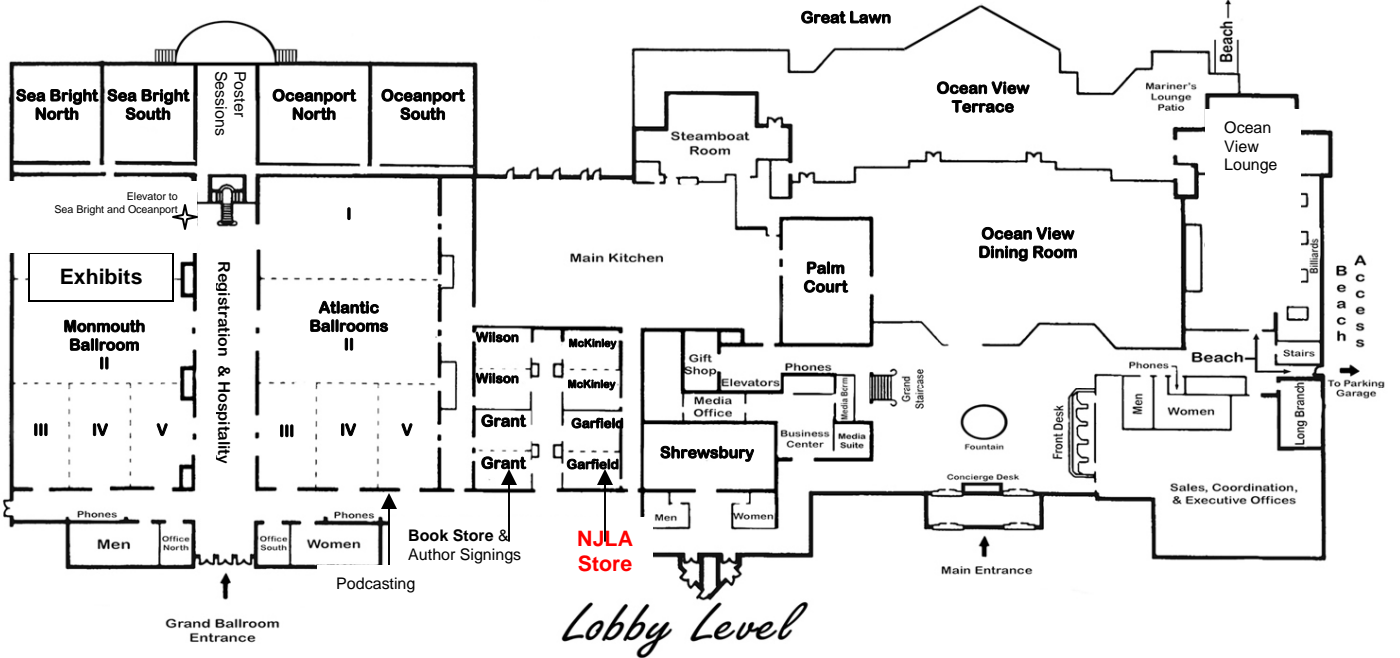 Great Lawn
Beach
Sea Bright
North
Sea Bright
South
Poster
Sessions
Oceanport
North
Oceanport
South
Ocean View
Terrace
Mariner's
Lounge
Patio
Steamboat
Room
Ocean
View
Lounge
Elevator to
Sea Bright and Oceanport
I
Exhibits
Registration & Hospitality
Main Kitchen
Palm
Court
Ocean View
Dining Room
Billiards
Beach
Access
Monmouth
Ballroom
II
Atlantic
Ballrooms
II
Wilson
McKinley
Wilson
McKinley
Grant
Garfield
Grant
Garfield
Gift
Shop
Elevators
Phones
Media
Office
Media Bcrm
Grand
Staircase
Beach
Stairs
To Parking
Garage
Phones
Men
Women
Long Branch
III
IV
V
III
IV
V
Shrewsbury
Business
Center
Media
Suite
Fountain
Front Desk
Concierge Desk
Sales, Coordination,
& Executive Offices
Phones
Men
Office
North
Office
South
Phones
Women
Men
Women
Book Store &
Author Signings
NJLA
Store
Podcasting
Main Entrance
Grand Ballroom
Entrance
Lobby Level